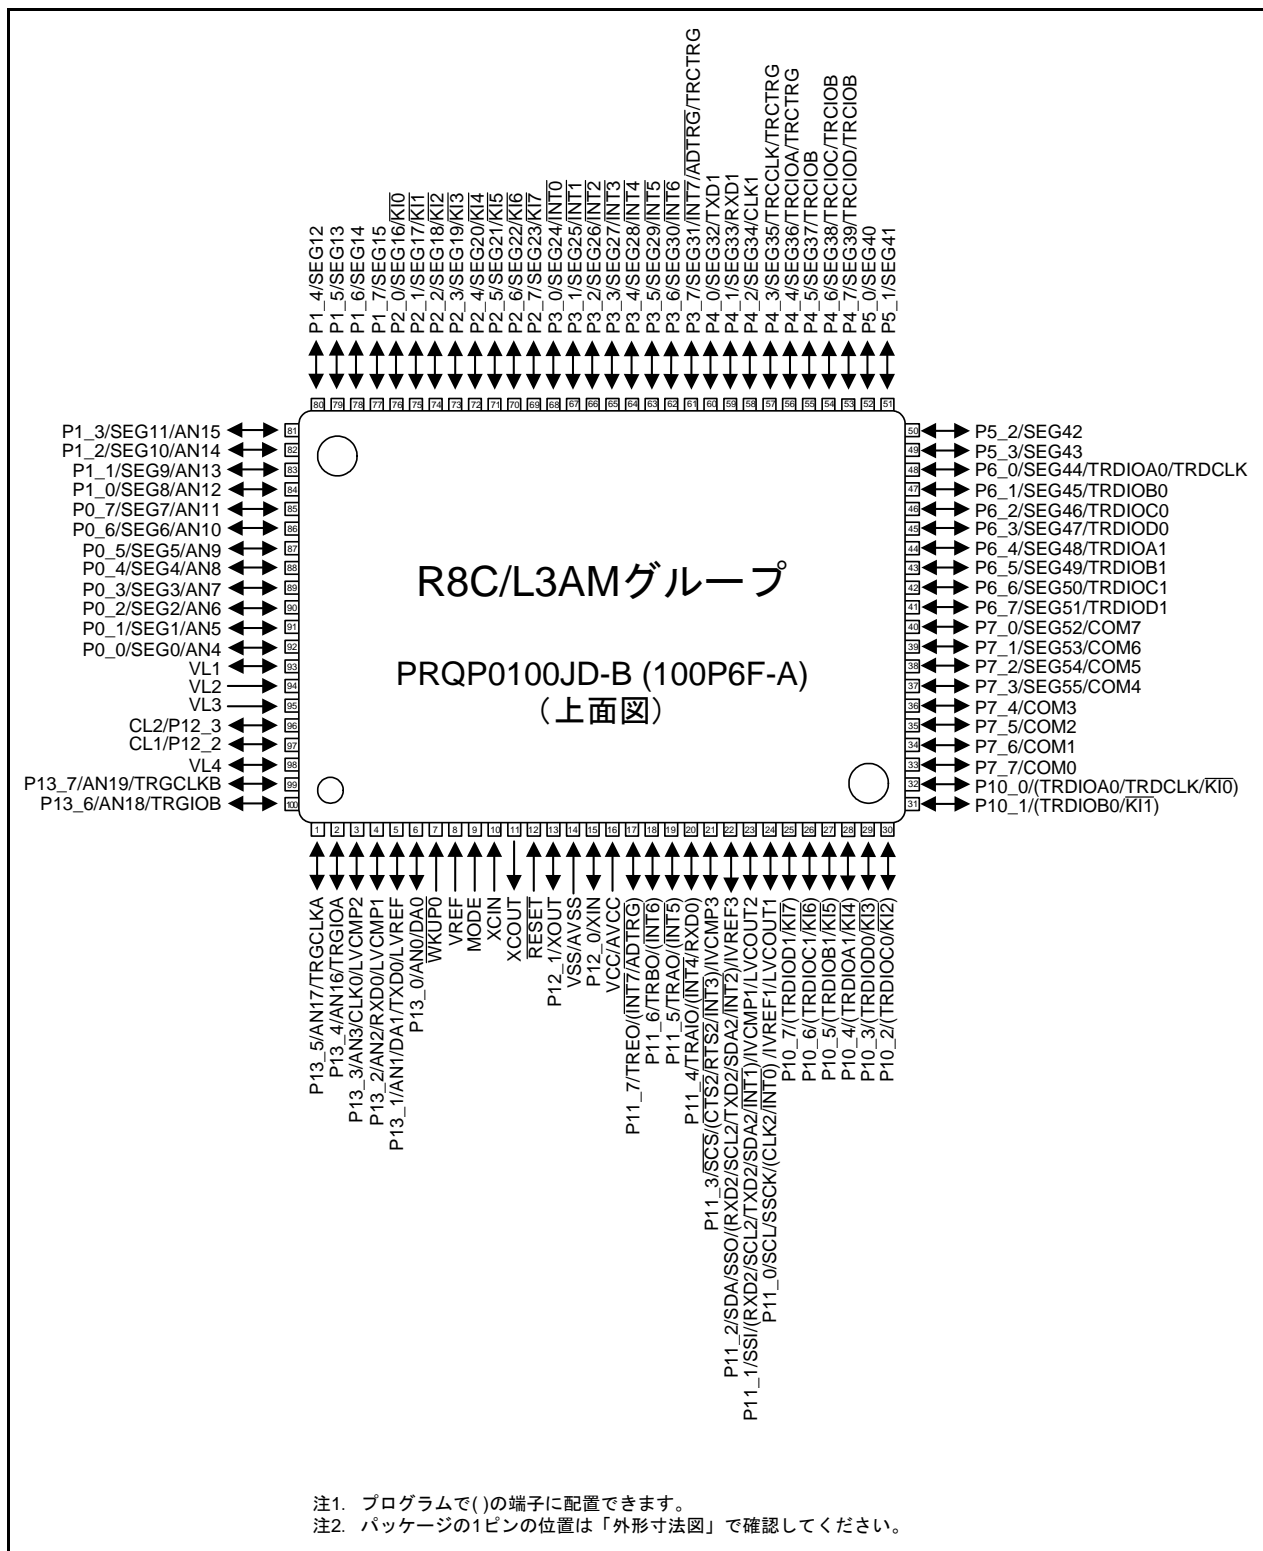 P1_4/SEG12
P1_5/SEG13
P1_6/SEG14
P1_7/SEG15
P2_0/SEG16/KI0
P2_1/SEG17/KI1
P2_2/SEG18/KI2
P2_3/SEG19/KI3
P2_4/SEG20/KI4
P2_5/SEG21/KI5
P2_6/SEG22/KI6
P2_7/SEG23/KI7
P3_0/SEG24/INT0
P3_1/SEG25/INT1
P3_2/SEG26/INT2
P3_3/SEG27/INT3
P3_4/SEG28/INT4
P3_5/SEG29/INT5
P3_6/SEG30/INT6
P3_7/SEG31/INT7/ADTRG/TRCTRG
P4_0/SEG32/TXD1
P4_1/SEG33/RXD1
P4_2/SEG34/CLK1
P4_3/SEG35/TRCCLK/TRCTRG
P4_4/SEG36/TRCIOA/TRCTRG
P4_5/SEG37/TRCIOB
P4_6/SEG38/TRCIOC/TRCIOB
P4_7/SEG39/TRCIOD/TRCIOB
P5_0/SEG40
P5_1/SEG41
80 79 78 77 76 75 74 73 72 71 70 69 68 67 66 65 64 63 62 61 60 59 58 57 56 55 54 53 52 51
P1_3/SEG11/AN15 81
P1_2/SEG10/AN14 82
P1_1/SEG9/AN13 83
P1_0/SEG8/AN12 84
P0_7/SEG7/AN11 85
P0_6/SEG6/AN10 86
P0_5/SEG5/AN9 87
P0_4/SEG4/AN8 88
P0_3/SEG3/AN7 89
P0_2/SEG2/AN6 90
P0_1/SEG1/AN5 91
P0_0/SEG0/AN4 92
VL1 93
VL2 94
VL3 95
CL2/P12_3 96
CL1/P12_2 97
VL4 98
P13_7/AN19/TRGCLKB 99
P13_6/AN18/TRGIOB 100
R8C/L3AMグループ
PRQP0100JD-B (100P6F-A)
（上面図）
50 P5_2/SEG42
49 P5_3/SEG43
48 P6_0/SEG44/TRDIOA0/TRDCLK
47 P6_1/SEG45/TRDIOB0
46 P6_2/SEG46/TRDIOC0
45 P6_3/SEG47/TRDIOD0
44 P6_4/SEG48/TRDIOA1
43 P6_5/SEG49/TRDIOB1
42 P6_6/SEG50/TRDIOC1
41 P6_7/SEG51/TRDIOD1
40 P7_0/SEG52/COM7
39 P7_1/SEG53/COM6
38 P7_2/SEG54/COM5
37 P7_3/SEG55/COM4
36 P7_4/COM3
35 P7_5/COM2
34 P7_6/COM1
33 P7_7/COM0
32 P10_0/(TRDIOA0/TRDCLK/KI0)
31 P10_1/(TRDIOB0/KI1)
1 2 3 4 5 6 7 8 9 10 11 12 13 14 15 16 17 18 19 20 21 22 23 24 25 26 27 28 29 30
P13_5/AN17/TRGCLKA
P13_4/AN16/TRGIOA
P13_3/AN3/CLK0/LVCMP2
P13_2/AN2/RXD0/LVCMP1
P13_1/AN1/DA1/TXD0/LVREF
P13_0/AN0/DA0
WKUP0
VREF
MODE
XCIN
XCOUT
RESET
P12_1/XOUT
VSS/AVSS
P12_0/XIN
VCC/AVCC
P11_7/TREO/(INT7/ADTRG)
P11_6/TRBO/(INT6)
P11_5/TRAO/(INT5)
P11_4/TRAIO/(INT4/RXD0)
P11_3/SCS/(CTS2/RTS2/INT3)/IVCMP3
P11_2/SDA/SSO/(RXD2/SCL2/TXD2/SDA2/INT2)/IVREF3
P11_1/SSI/(RXD2/SCL2/TXD2/SDA2/INT1)/IVCMP1/LVCOUT2
P11_0/SCL/SSCK/(CLK2/INT0) /IVREF1/LVCOUT1
P10_7/(TRDIOD1/KI7)
P10_6/(TRDIOC1/KI6)
P10_5/(TRDIOB1/KI5)
P10_4/(TRDIOA1/KI4)
P10_3/(TRDIOD0/KI3)
P10_2/(TRDIOC0/KI2)
注1. プログラムで( )の端子に配置できます。
注2. パッケージの1ピンの位置は「外形寸法図」で確認してください。